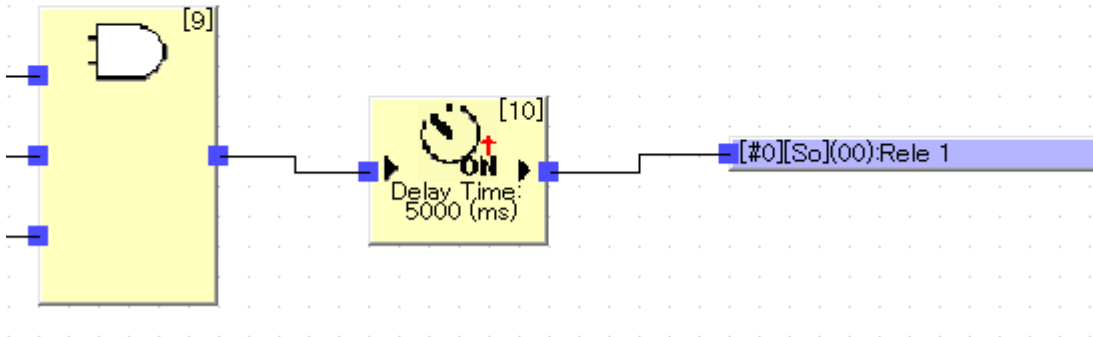 [9]
[10]
ON
Delay Time:
5000 (ms)
[#0][So](00):Rele 1